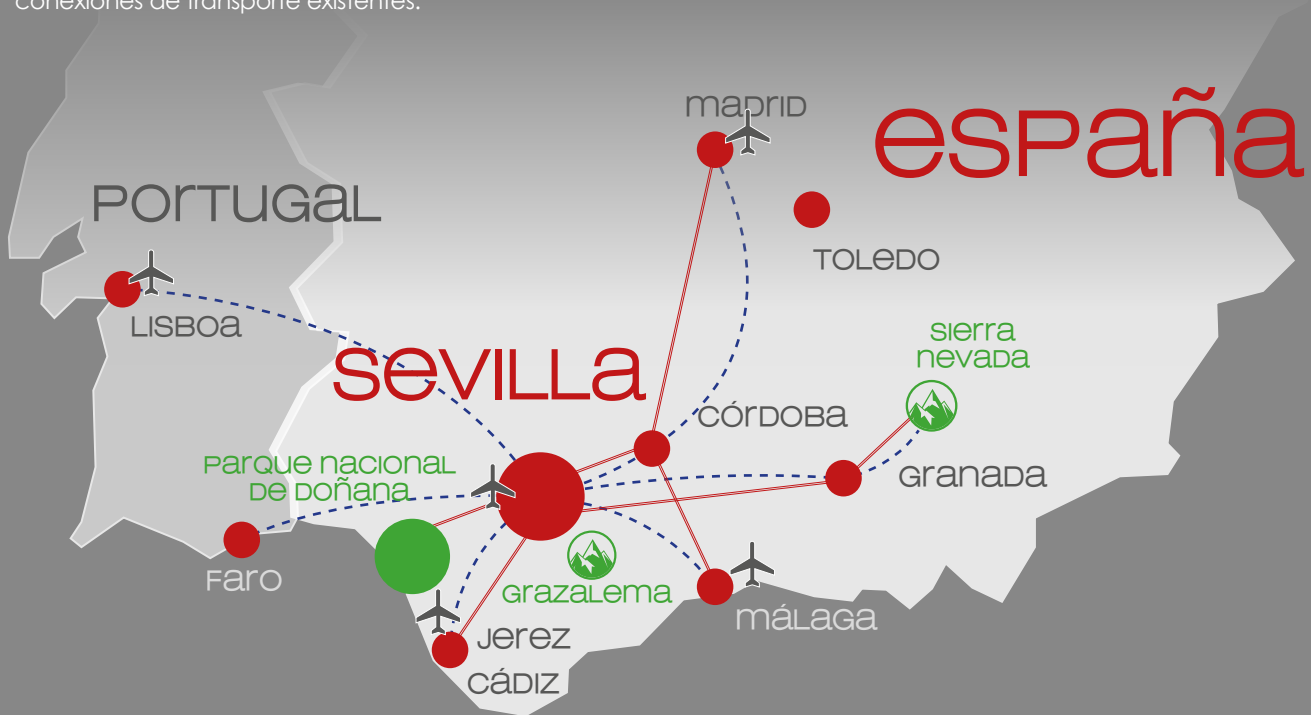 conexiones de transporte existentes.
madrid
españa
Portugal
Toledo
Lisboa
sierra
nevada
sevilla
córdoba
Parque nacional
de doñana
Granada
Faro
Grazalema
málaga
Jerez
cádiz